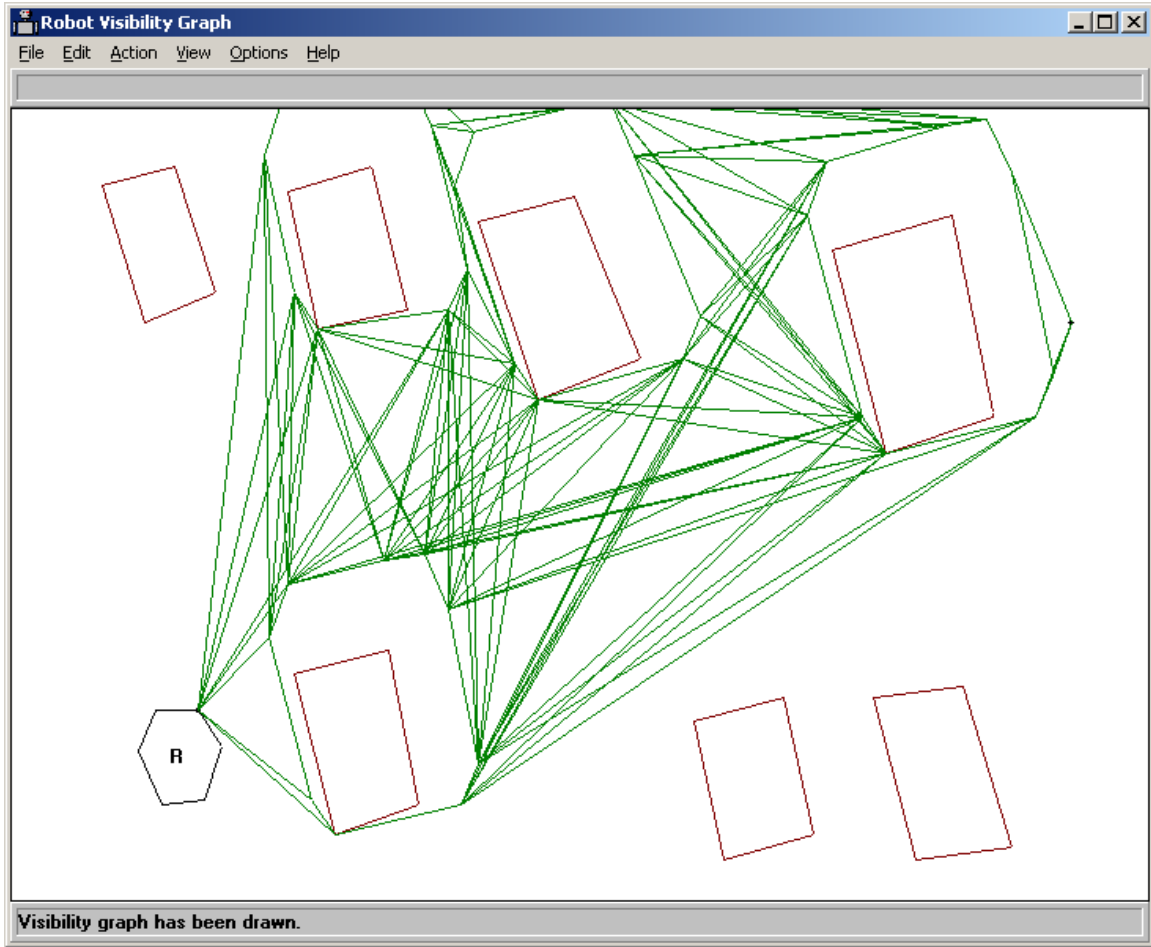 Robot Visibility Graph
File Edit Action View Options Help
R
Visibility graph has been drawn.